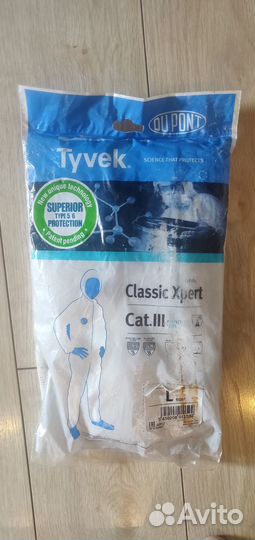 DU PONT
Tyvek.
SCIENCE THAT PROTECTS
New unique technology
SUPERIOR
TYPE 5/6
PROTECTION
Patent pending
Classic Xpert
Cat.III
L
Avito